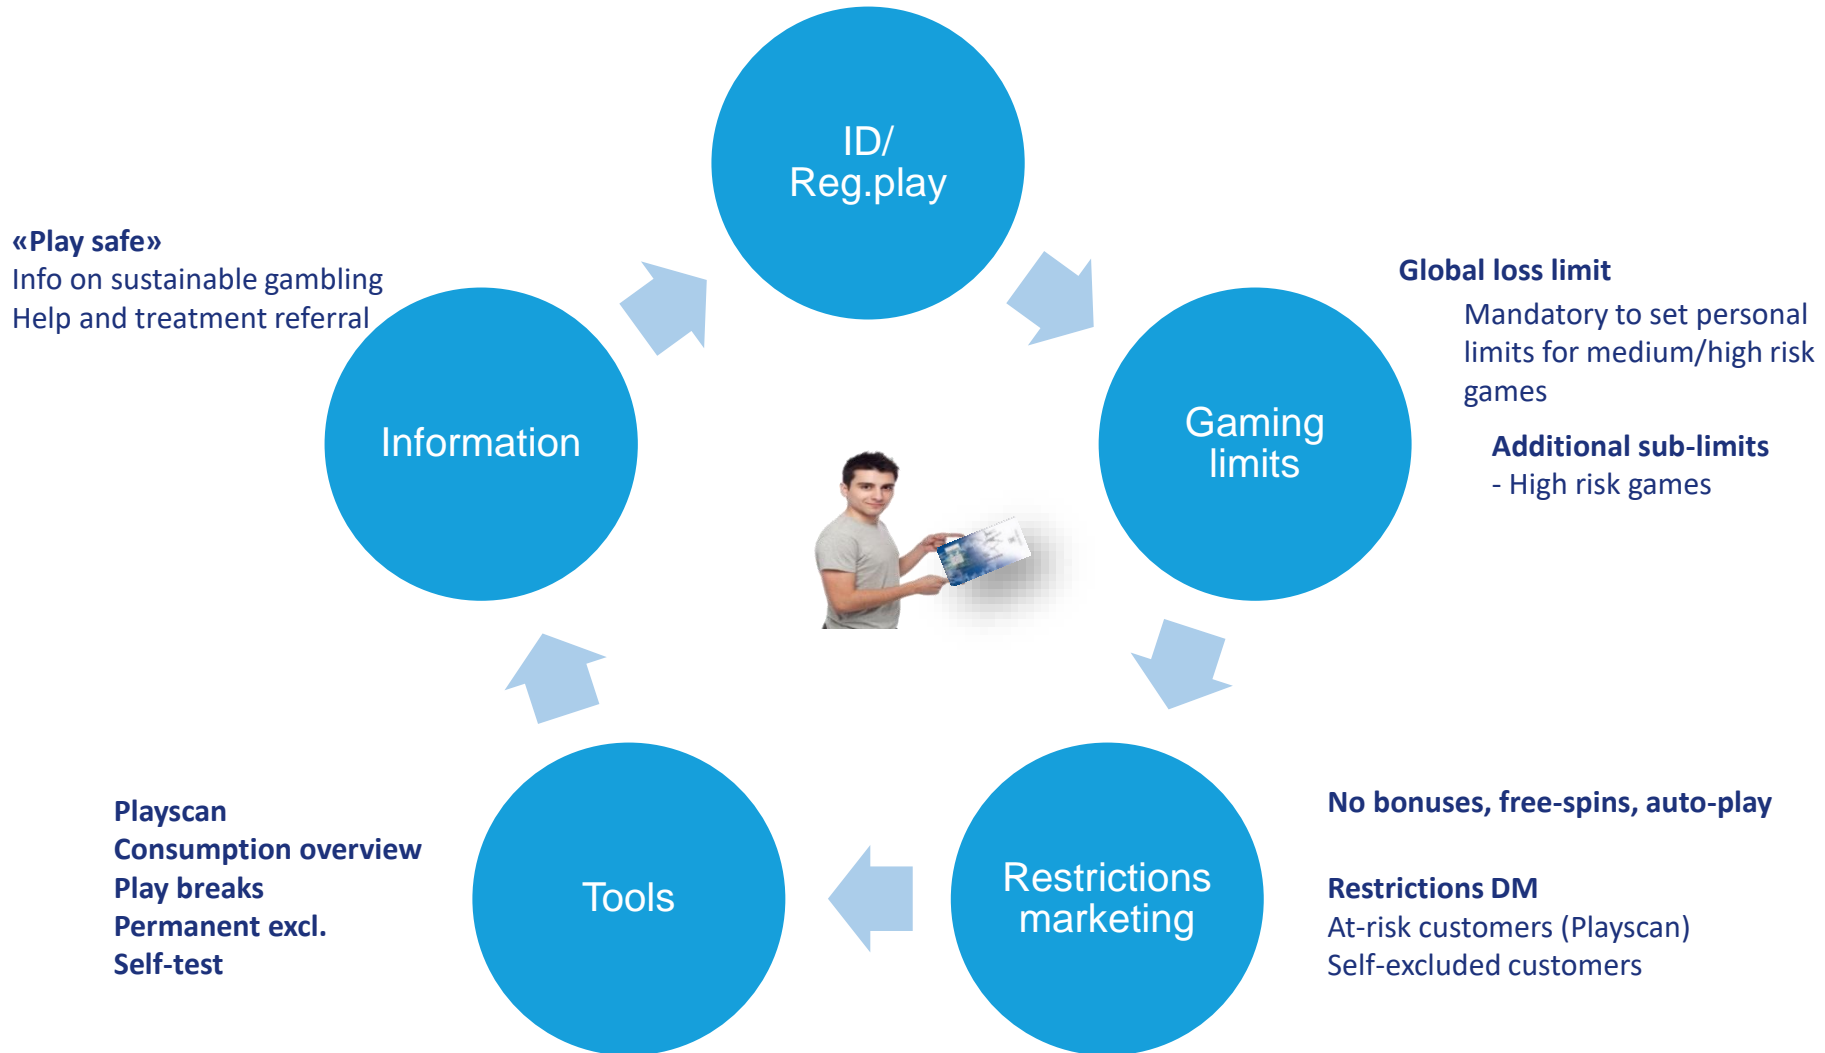 ID/
Reg.play
«Play safe»
Info on sustainable gambling
Help and treatment referral
Information
Global loss limit
Mandatory to set personal
limits for medium/high risk
games
Additional sub-limits
- High risk games
Gaming
limits
Playscan
Consumption overview
Play breaks
Permanent excl.
Self-test
Tools
Restrictions
marketing
No bonuses, free-spins, auto-play
Restrictions DM
At-risk customers (Playscan)
Self-excluded customers